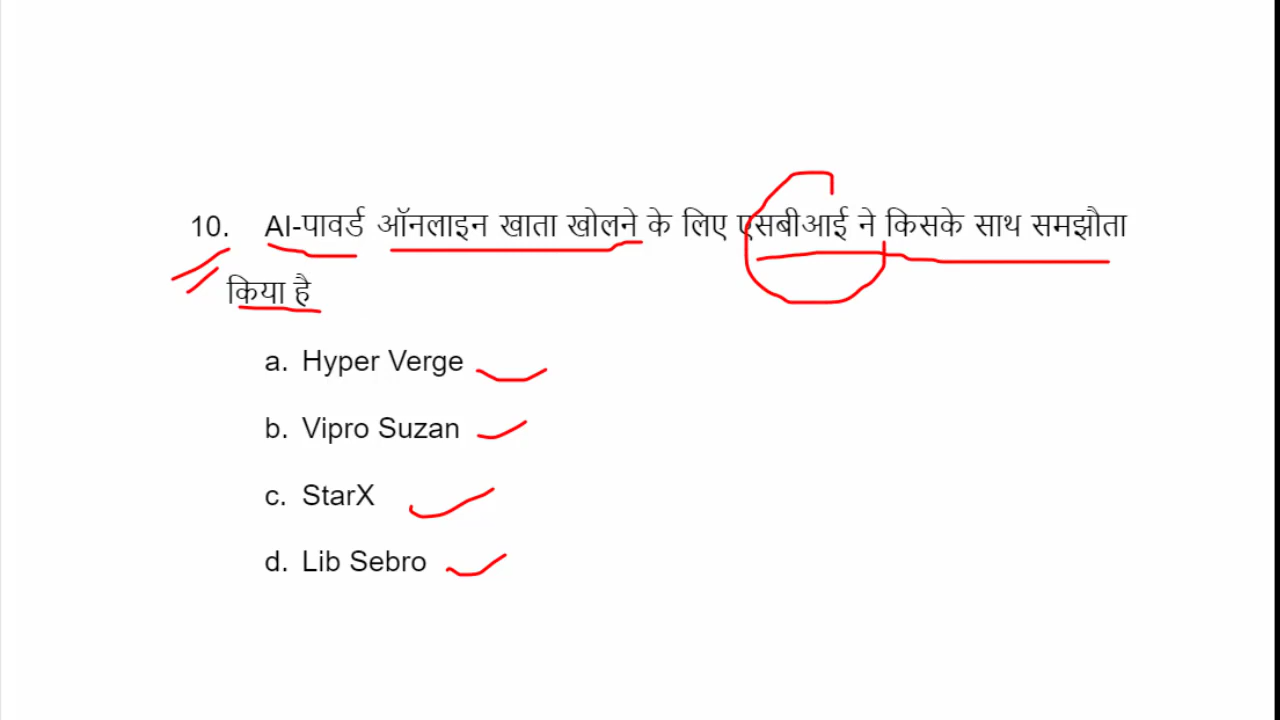 10. AI-पावर्ड ऑनलाइन खाता खोलने के लिए एसबीआई ने किसके साथ समझौता
किया है
a. Hyper Verge
b. Vipro Suzan
c. StarX
d. Lib Sebro